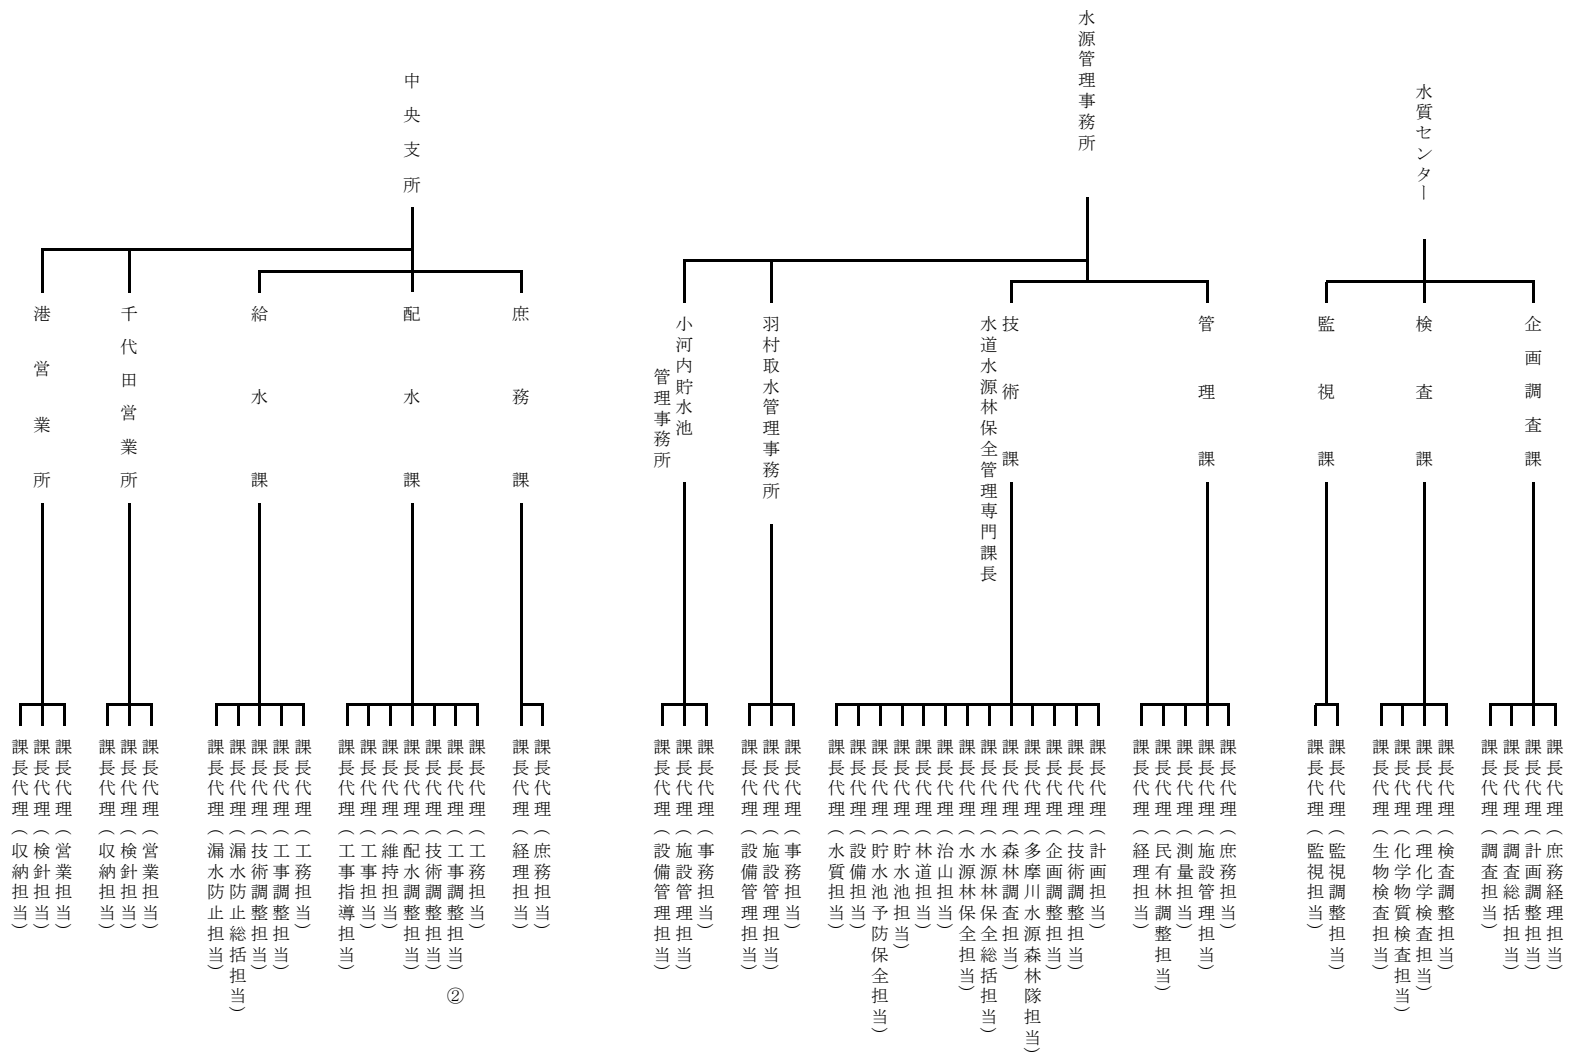 水質センター
企画調査課
課長代理（庶務経理担当）
課長代理（計画調整担当）
課長代理（調査総括担当）
課長代理（調査担当）
検査課
課長代理（検査調整担当）
課長代理（理化学検査担当）
課長代理（化学物質検査担当）
課長代理（生物検査担当）
監視課
課長代理（監視調整担当）
課長代理（監視担当）
水源管理事務所
管理課
課長代理（庶務担当）
課長代理（施設管理担当）
課長代理（測量担当）
課長代理（民有林調整担当）
課長代理（経理担当）
技術課
水道水源林保全管理専門課長
課長代理（計画担当）
課長代理（技術調整担当）
課長代理（企画調整担当）
課長代理（多摩川水源森林隊担当）
課長代理（森林調査担当）
課長代理（水源林保全総括担当）
課長代理（水源林保全担当）
課長代理（治山担当）
課長代理（林道担当）
課長代理（貯水池担当）
課長代理（貯水池予防保全担当）
課長代理（設備担当）
課長代理（水質担当）
羽村取水管理事務所
課長代理（事務担当）
課長代理（施設管理担当）
課長代理（設備管理担当）
小河内貯水池
管理事務所
課長代理（事務担当）
課長代理（施設管理担当）
課長代理（設備管理担当）
中央支所
庶務課
課長代理（庶務担当）
課長代理（経理担当）
配水課
課長代理（工務担当）
課長代理（工事調整担当）②
課長代理（技術調整担当）
課長代理（配水調整担当）
課長代理（維持担当）
課長代理（工事担当）
課長代理（工事指導担当）
給水課
課長代理（工務担当）
課長代理（工事調整担当）
課長代理（技術調整担当）
課長代理（漏水防止総括担当）
課長代理（漏水防止担当）
千代田営業所
課長代理（営業担当）
課長代理（検針担当）
課長代理（収納担当）
港営業所
課長代理（営業担当）
課長代理（検針担当）
課長代理（収納担当）